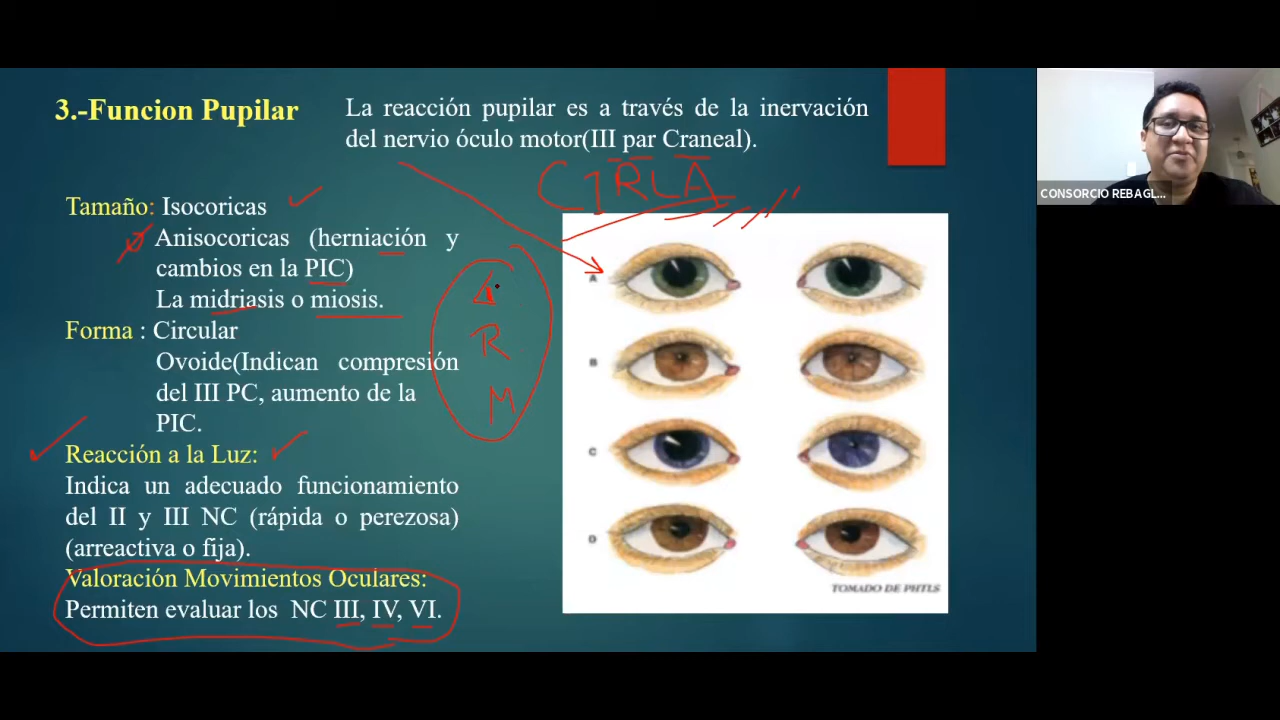 3.-Funcion Pupilar
La reacción pupilar es a través de la inervación
del nervio óculo motor(III par Craneal).
CIRLA
Tamaño: Isocoricas
Anisocoricas (herniación y
cambios en la PIC)
La midriasis o miosis.
Forma : Circular
Ovoide(Indican compresión
del III PC, aumento de la
PIC.
Reacción a la Luz:
Indica un adecuado funcionamiento
del II y III NC (rápida o perezosa)
(arreactiva o fija).
Valoración Movimientos Oculares:
Permiten evaluar los NC III, IV, VI.
R
M
A
B
C
D
TOMADO DE PHTLS
CONSORCIO REBAGL...